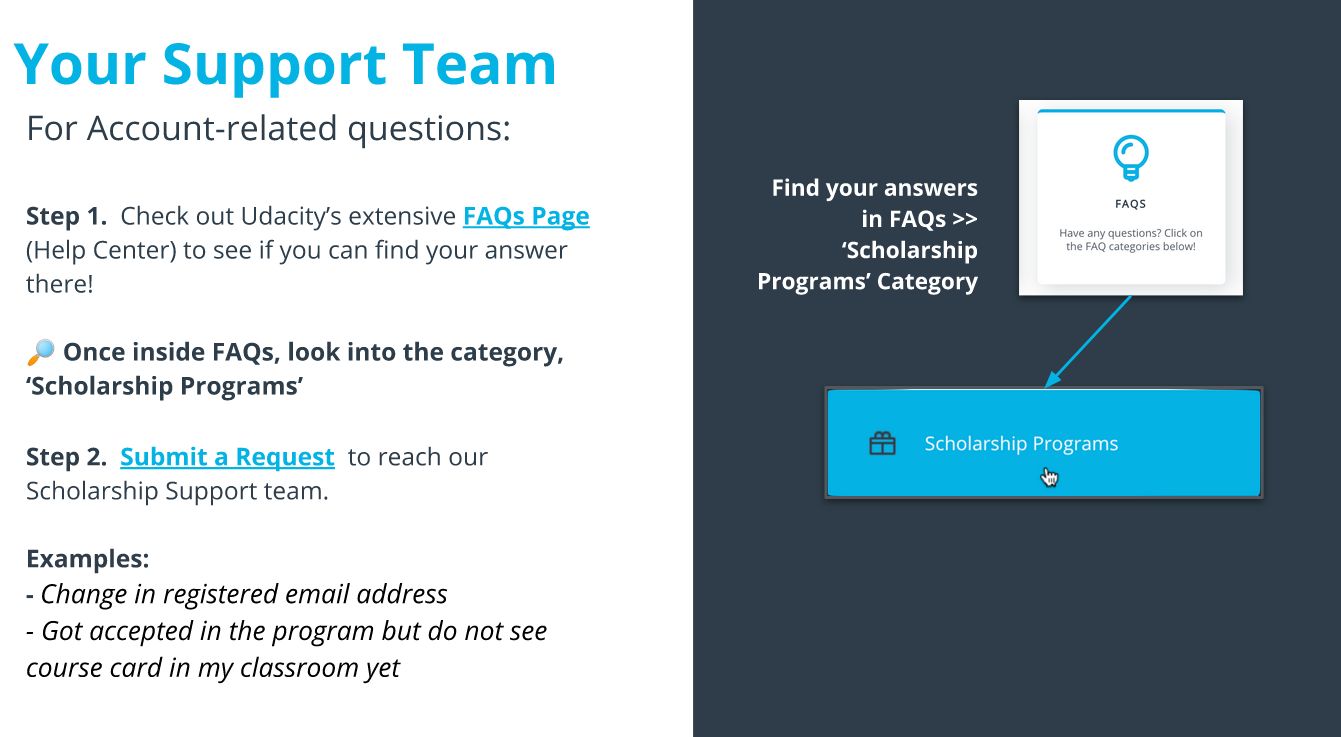 Your Support Team
For Account-related questions:
Step 1.  Check out Udacity’s extensive FAQs Page
(Help Center) to see if you can find your answer
there!
🔎 Once inside FAQs, look into the category,
‘Scholarship Programs’
Step 2.  Submit a Request  to reach our
Scholarship Support team.
Examples:
- Change in registered email address
- Got accepted in the program but do not see
course card in my classroom yet
Find your answers
in FAQs >>
‘Scholarship
Programs’ Category
FAQS
Have any questions? Click on
the FAQ categories below!
Scholarship Programs